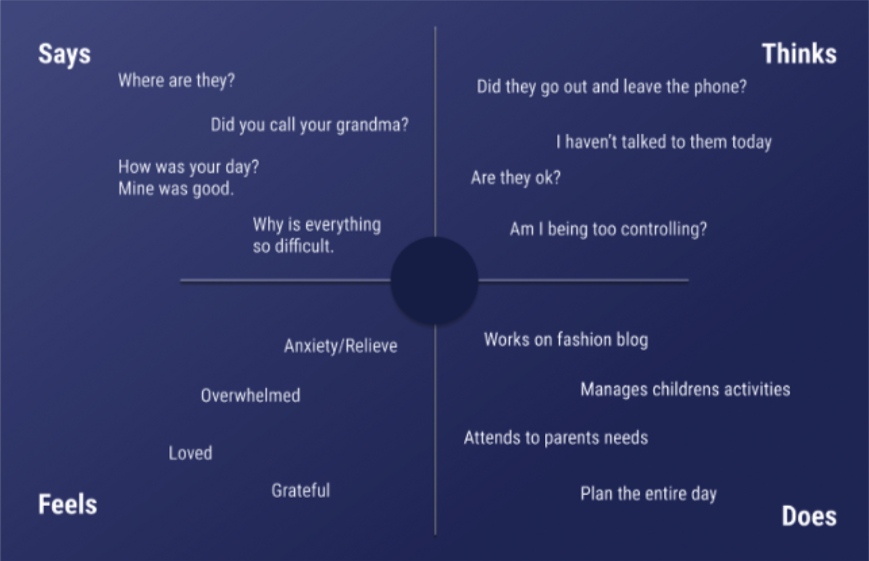 Says
Where are they?
Did you call your grandma?
How was your day?
Mine was good.
Why is everything
so difficult.
Thinks
Did they go out and leave the phone?
I haven't talked to them today
Are they ok?
Am I being too controlling?
Anxiety/Relieve
Overwhelmed
Loved
Grateful
Feels
Works on fashion blog
Manages childrens activities
Attends to parents needs
Plan the entire day
Does